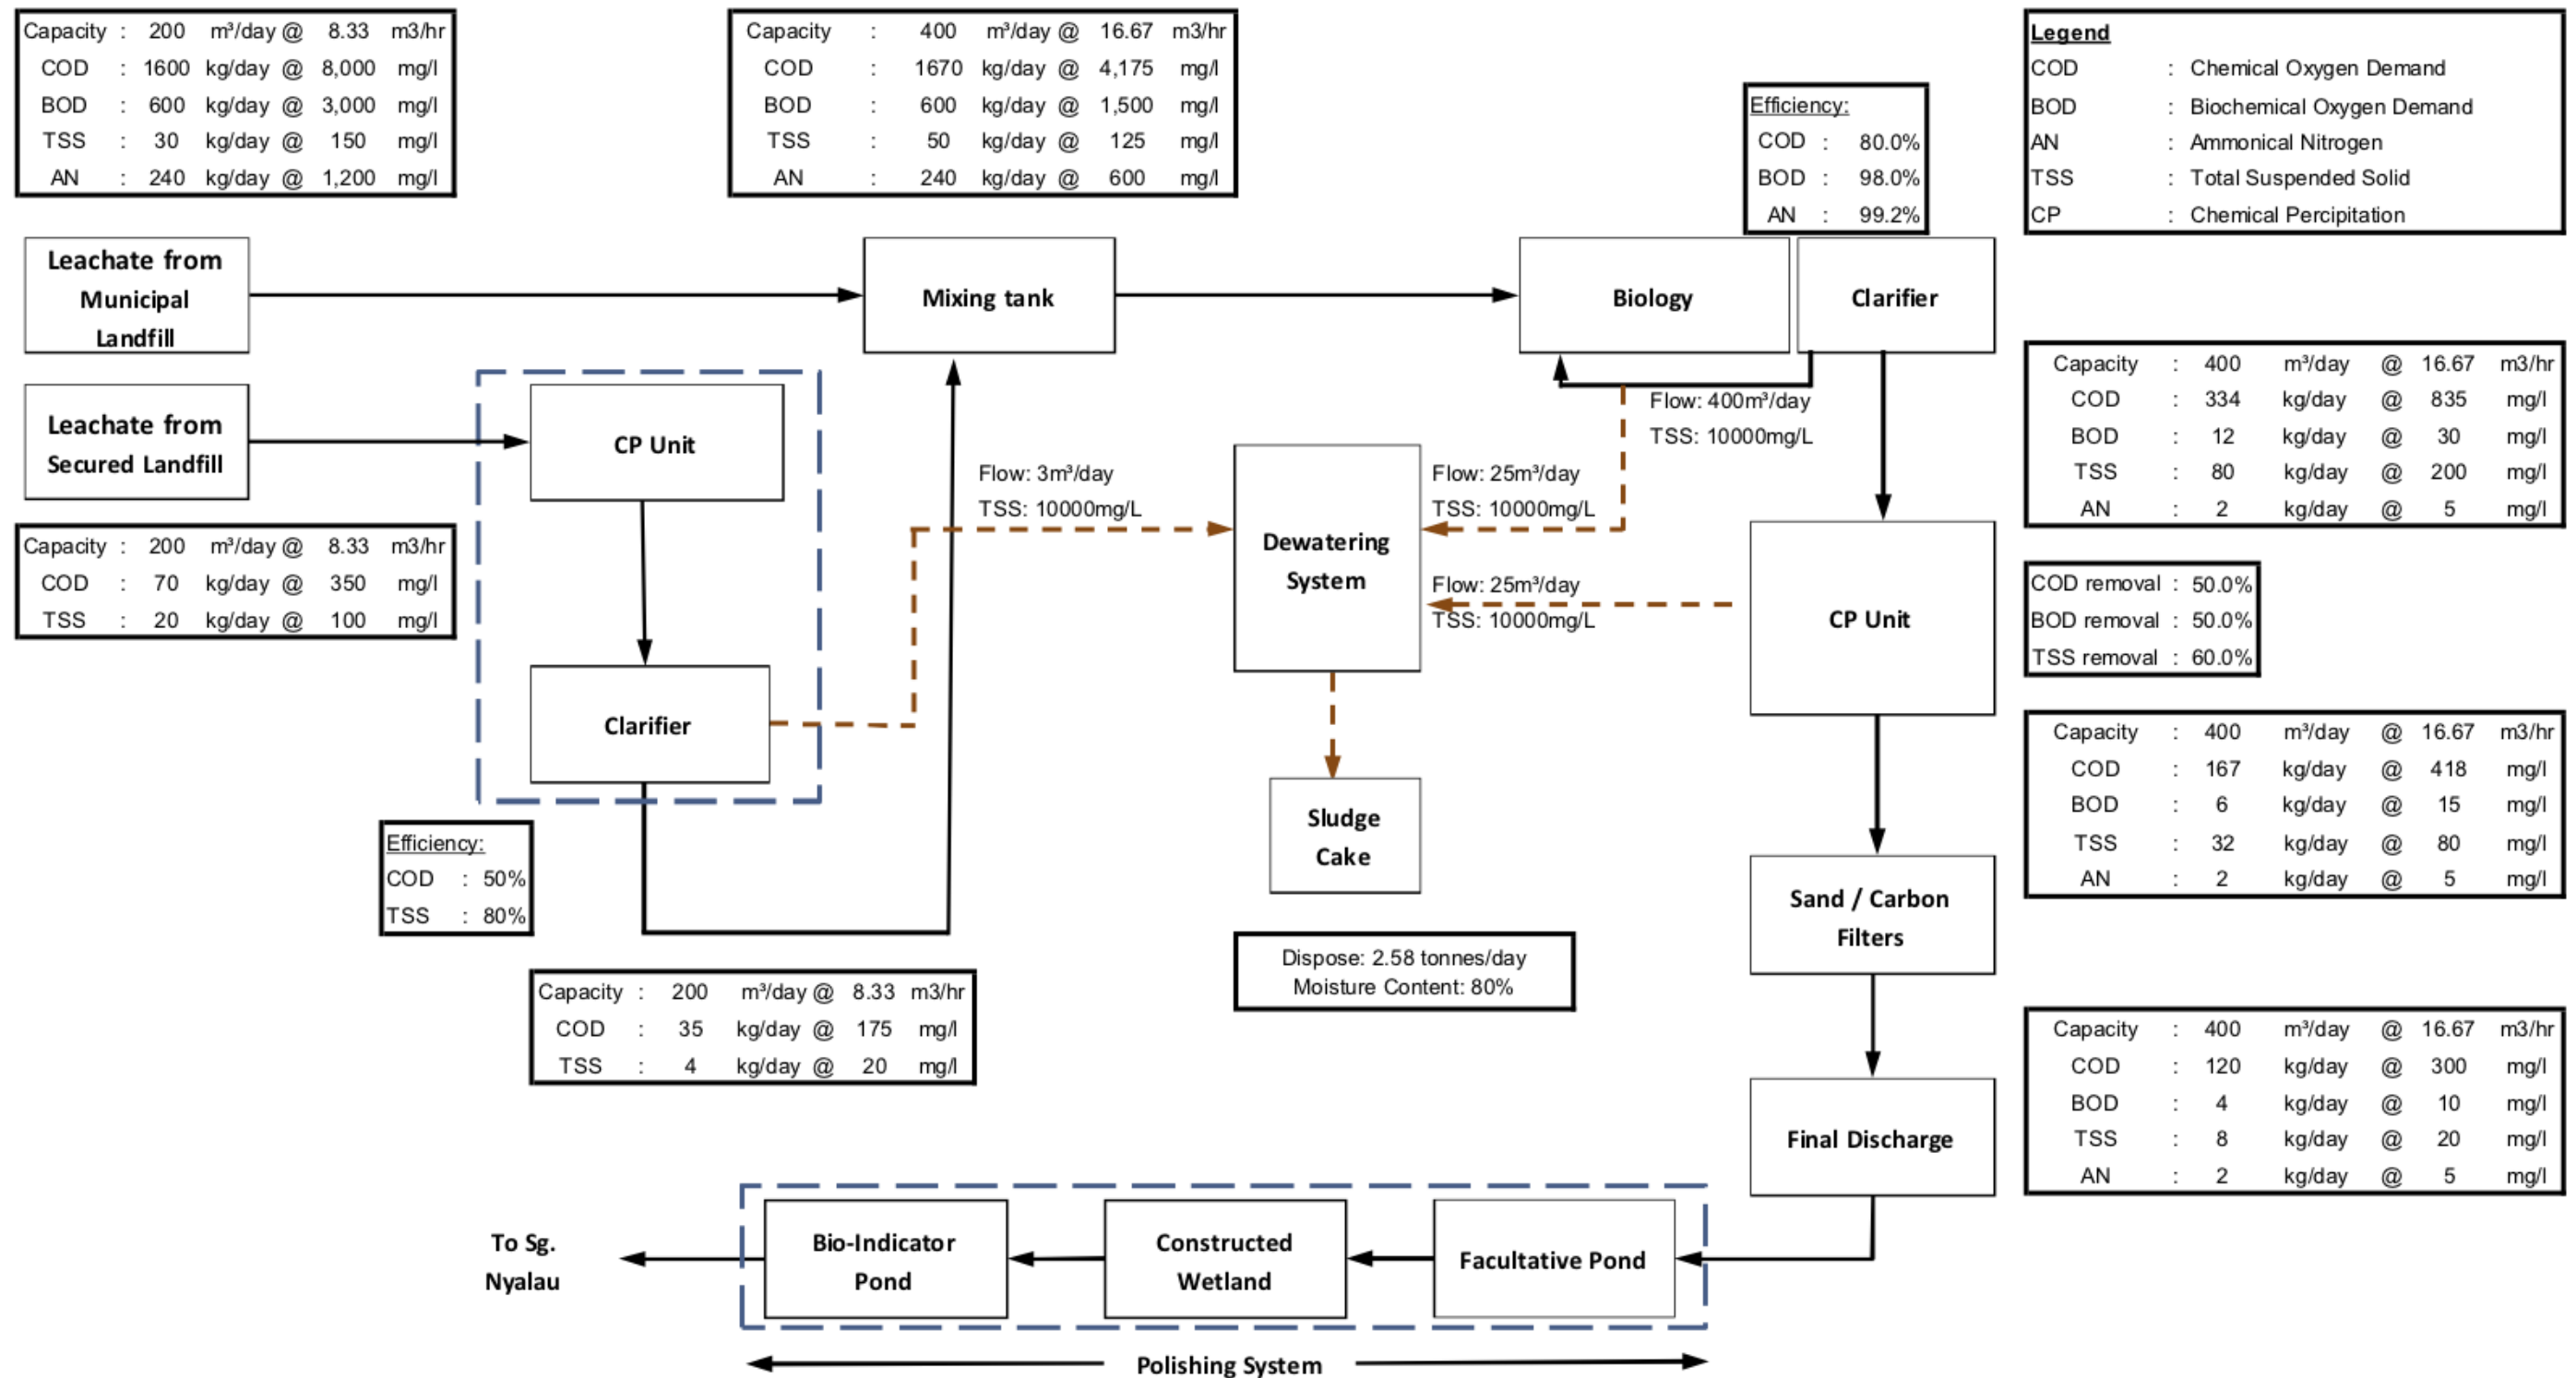 Capacity : 200 m³/day @ 8.33 m3/hr
COD : 1600 kg/day @ 8,000 mg/l
BOD : 600 kg/day @ 3,000 mg/l
TSS : 30 kg/day @ 150 mg/l
AN : 240 kg/day @ 1,200 mg/l
Capacity : 400 m³/day @ 16.67 m3/hr
COD : 1670 kg/day @ 4,175 mg/l
BOD : 600 kg/day @ 1,500 mg/l
TSS : 50 kg/day @ 125 mg/l
AN : 240 kg/day @ 600 mg/l
Efficiency:
COD : 80.0%
BOD : 98.0%
AN : 99.2%
Legend
COD : Chemical Oxygen Demand
BOD : Biochemical Oxygen Demand
AN : Ammonical Nitrogen
TSS : Total Suspended Solid
CP : Chemical Percipitation
Leachate from
Municipal
Landfill
Mixing tank
Biology
Clarifier
Leachate from
Secured Landfill
CP Unit
Capacity : 200 m³/day @ 8.33 m3/hr
COD : 70 kg/day @ 350 mg/l
TSS : 20 kg/day @ 100 mg/l
Clarifier
Efficiency:
COD : 50%
TSS : 80%
Capacity : 200 m³/day @ 8.33 m3/hr
COD : 35 kg/day @ 175 mg/l
TSS : 4 kg/day @ 20 mg/l
Flow: 3m³/day
TSS: 10000mg/L
Flow: 400m³/day
TSS: 10000mg/L
Flow: 25m³/day
TSS: 10000mg/L
Dewatering
System
Flow: 25m³/day
TSS: 10000mg/L
Sludge
Cake
Dispose: 2.58 tonnes/day
Moisture Content: 80%
Capacity : 400 m³/day @ 16.67 m3/hr
COD : 334 kg/day @ 835 mg/l
BOD : 12 kg/day @ 30 mg/l
TSS : 80 kg/day @ 200 mg/l
AN : 2 kg/day @ 5 mg/l
CP Unit
COD removal : 50.0%
BOD removal : 50.0%
TSS removal : 60.0%
Capacity : 400 m³/day @ 16.67 m3/hr
COD : 167 kg/day @ 418 mg/l
BOD : 6 kg/day @ 15 mg/l
TSS : 32 kg/day @ 80 mg/l
AN : 2 kg/day @ 5 mg/l
Sand / Carbon
Filters
Capacity : 400 m³/day @ 16.67 m3/hr
COD : 120 kg/day @ 300 mg/l
BOD : 4 kg/day @ 10 mg/l
TSS : 8 kg/day @ 20 mg/l
AN : 2 kg/day @ 5 mg/l
Final Discharge
To Sg.
Nyalau
Bio-Indicator
Pond
Constructed
Wetland
Facultative Pond
Polishing System